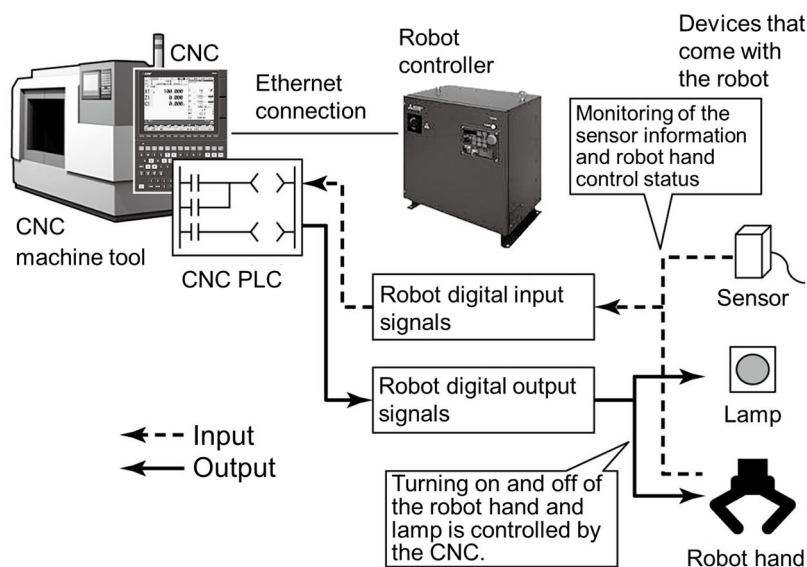 CNC
Ethernet
connection
Robot
controller
Devices that
come with
the robot
Monitoring of the
sensor information
and robot hand
control status
CNC
machine tool
CNC PLC
Robot digital input
signals
Sensor
Robot digital output
signals
Lamp
Input
Output
Turning on and off of
the robot hand and
lamp is controlled by
the CNC.
Robot hand